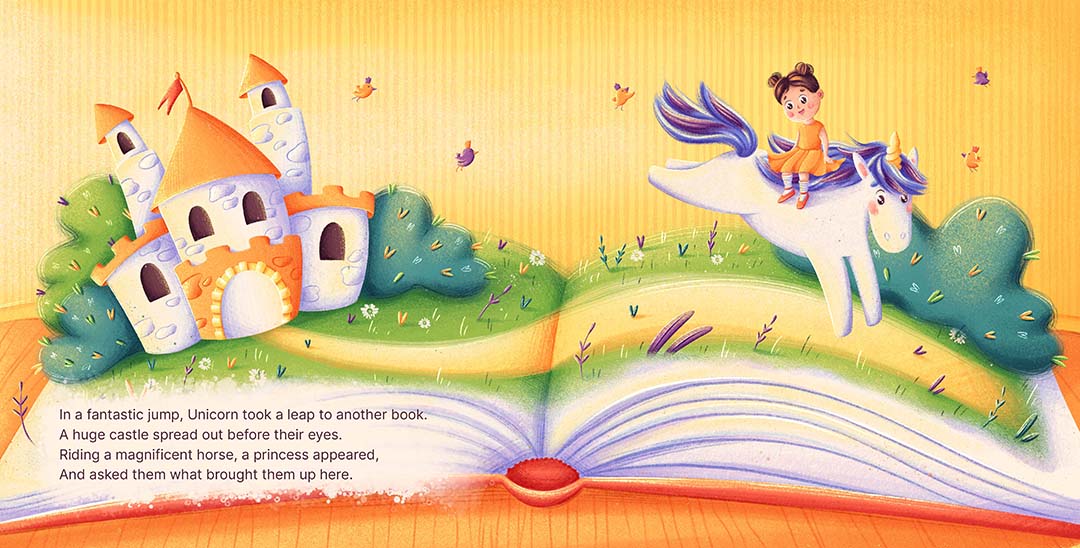 In a fantastic jump, Unicorn took a leap to another book.
A huge castle spread out before their eyes.
Riding a magnificent horse, a princess appeared,
And asked them what brought them up here.